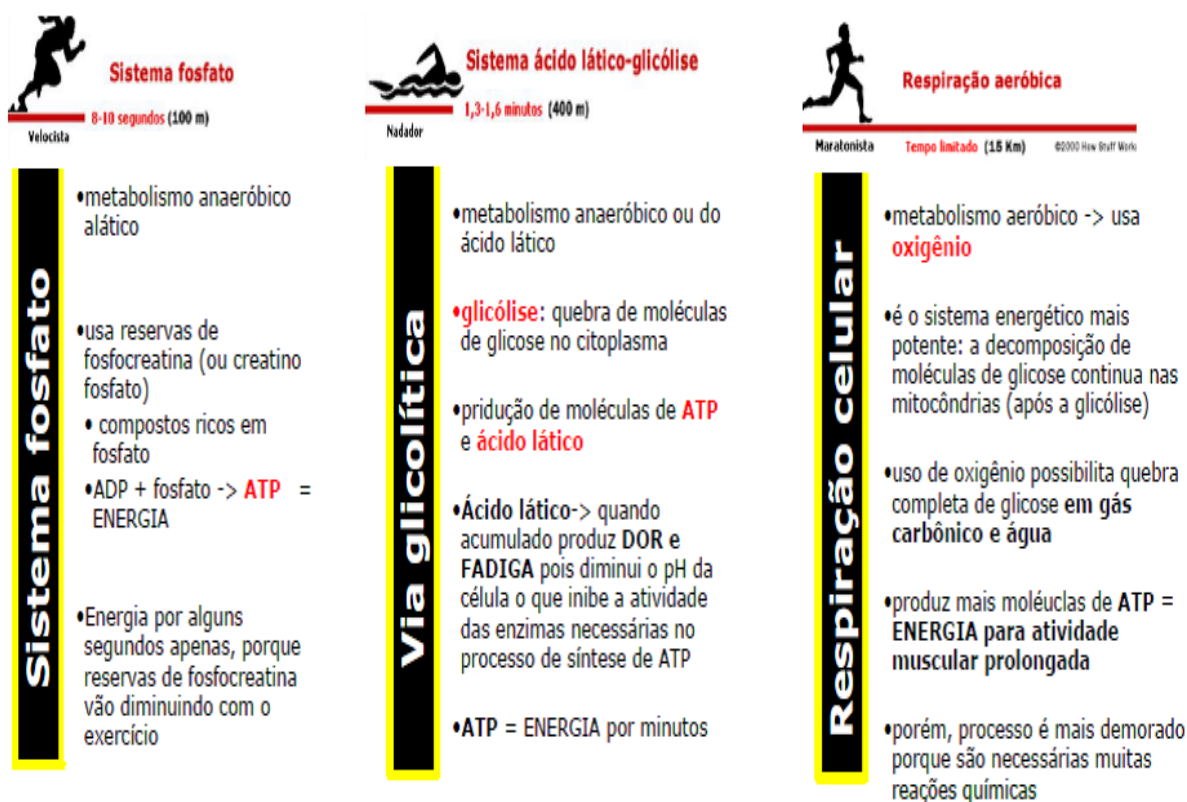 Sistema fosfato
8-10 segundos (100 m)
Velocista
Sistema fosfato
•metabolismo anaeróbico
alático
•usa reservas de
fosfocreatina (ou creatino
fosfato)
• compostos ricos em
fosfato
•ADP + fosfato -> ATP =
ENERGIA
•Energia por alguns
segundos apenas, porque
reservas de fosfocreatina
vão diminuindo com o
exercício
Sistema ácido lático-glicólise
1,3-1,6 minutos (400 m)
Nadador
Via glicolítica
•metabolismo anaeróbico ou do
ácido lático
•glicólise: quebra de moléculas
de glicose no citoplasma
•pridução de moléculas de ATP
e ácido lático
•Ácido lático-> quando
acumulado produz DOR e
FADIGA pois diminui o pH da
célula o que inibe a atividade
das enzimas necessárias no
processo de síntese de ATP
•ATP = ENERGIA por minutos
Respiração aeróbica
Maratonista
Tempo limitado (15 Km)
©2000 How Stuff Works
Respiração celular
•metabolismo aeróbico -> usa
oxigênio
•é o sistema energético mais
potente: a decomposição de
moléculas de glicose continua nas
mitocôndrias (após a glicólise)
•uso de oxigênio possibilita quebra
completa de glicose em gás
carbônico e água
•produz mais moléuclas de ATP =
ENERGIA para atividade
muscular prolongada
•porém, processo é mais demorado
porque são necessárias muitas
reações químicas